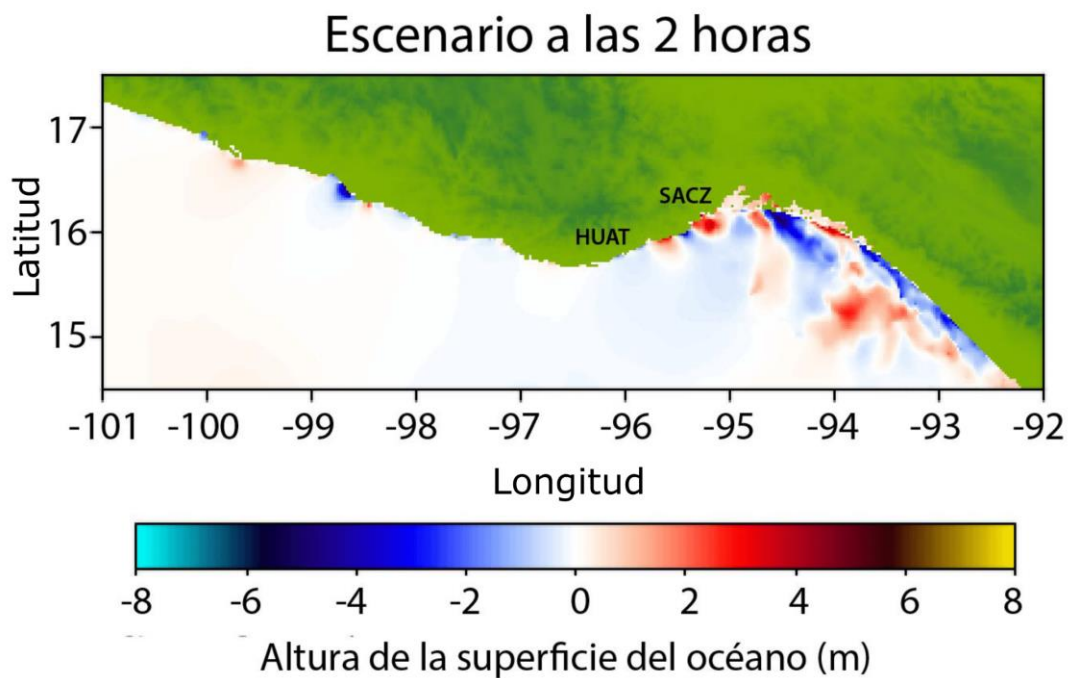 Escenario a las 2 horas
Latitud
17
16
15
SACZ
HUAT
-101 -100 -99 -98 -97 -96 -95 -94 -93 -92
Longitud
-8 -6 -4 -2 0 2 4 6 8
Altura de la superficie del océano (m)